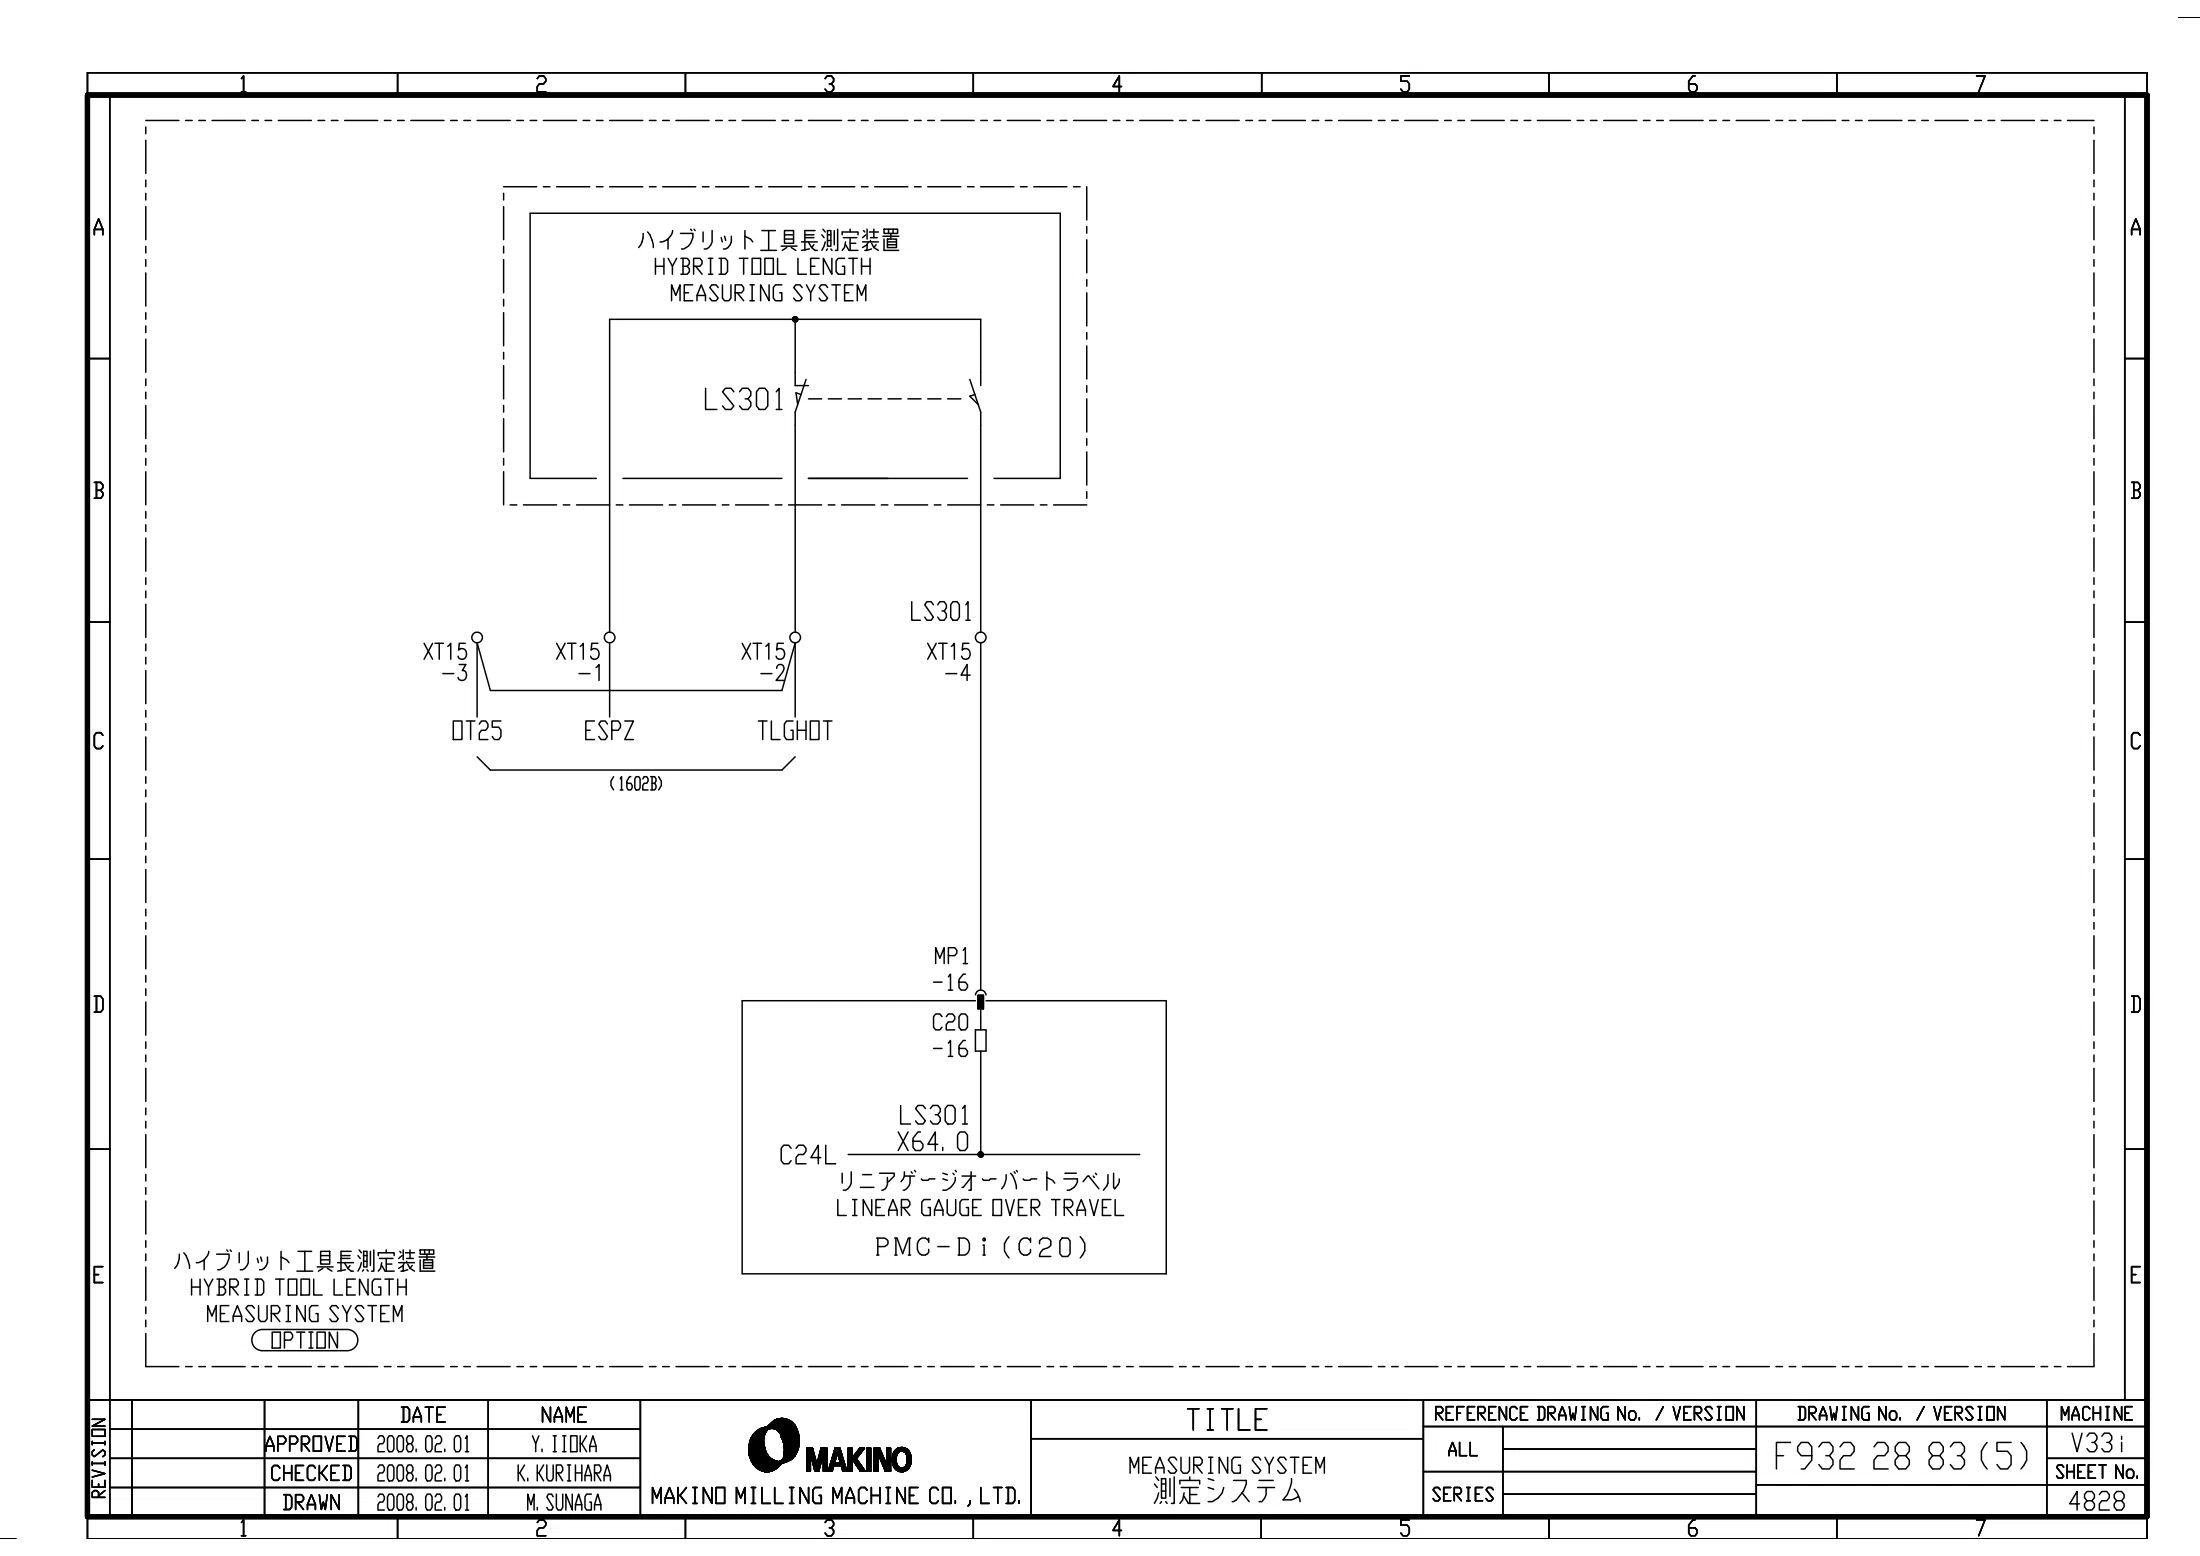 1 2 3 4 5 6 7
A A
ハイブリット工具長測定装置
HYBRID TOOL LENGTH
MEASURING SYSTEM
LS301
B B
LS301
XT15 XT15 XT15 XT15
-3 -1 -2 -4
OT25 ESPZ TLGHOT
C C
(1602B)
MP1
-16
D D
C20
-16
LS301
X64.0
C24L
リニアゲージオーバートラベル
LINEAR GAUGE OVER TRAVEL
PMC-Di(C20)
E E
ハイブリット工具長測定装置
HYBRID TOOL LENGTH
MEASURING SYSTEM
OPTION
REVISION
DATE NAME
APPROVED 2008.02.01 Y.IIOKA
CHECKED 2008.02.01 K.KURIHARA
DRAWN 2008.02.01 M.SUNAGA
MAKINO
MAKINO MILLING MACHINE CO.,LTD.
TITLE
MEASURING SYSTEM
測定システム
REFERENCE DRAWING No. / VERSION
ALL
SERIES
DRAWING No. / VERSION
F932 28 83(5)
MACHINE
V33i
SHEET No.
4828
1 2 3 4 5 6 7